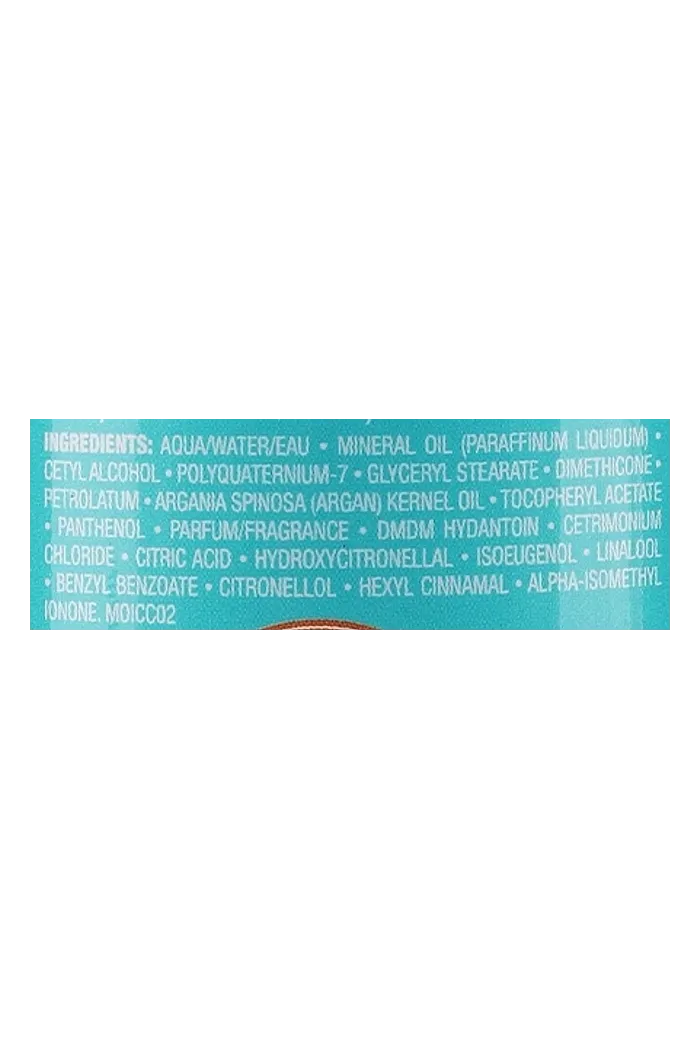 INGREDIENTS: AQUA/WATER/EAU • MINERAL OIL (PARAFFINUM LIQUIDUM) •
CETYL ALCOHOL • POLYQUATERNIUM-7 • GLYCERYL STEARATE • DIMETHICONE •
PETROLATUM • ARGANIA SPINOSA (ARGAN) KERNEL OIL • TOCOPHERYL ACETATE
• PANTHENOL • PARFUM/FRAGRANCE • DMDM HYDANTOIN • CETRIMONIUM
CHLORIDE • CITRIC ACID • HYDROXYCITRONELLAL • ISOEUGENOL • LINALOOL
• BENZYL BENZOATE • CITRONELLOL • HEXYL CINNAMAL • ALPHA-ISOMETHYL
IONONE. MOICC02